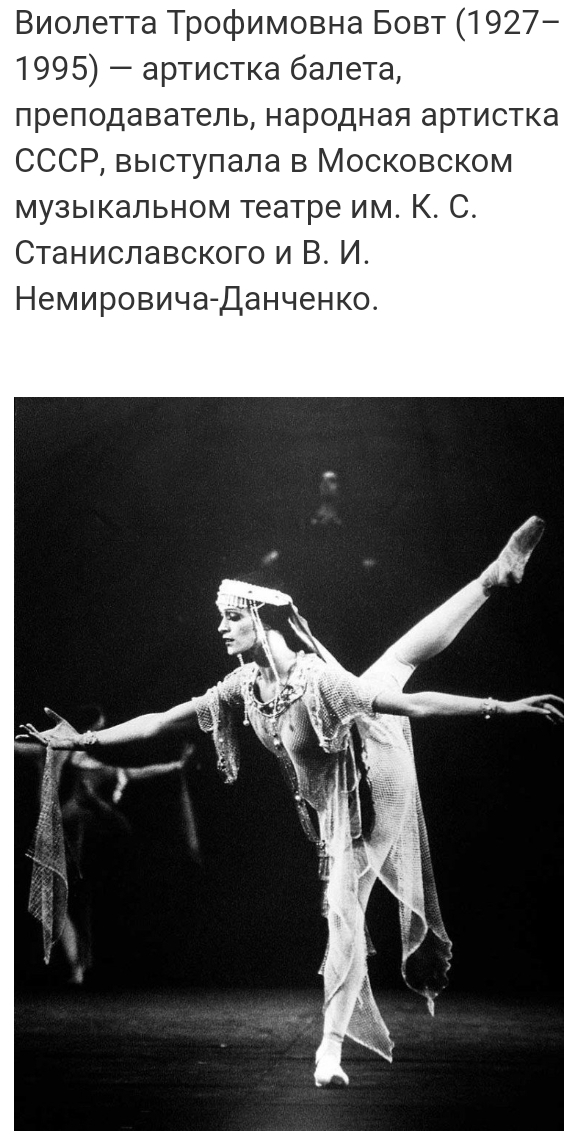 Виолетта Трофимовна Бовт (1927–
1995) — артистка балета,
преподаватель, народная артистка
СССР, выступала в Московском
музыкальном театре им. К. С.
Станиславского и В. И.
Немировича-Данченко.